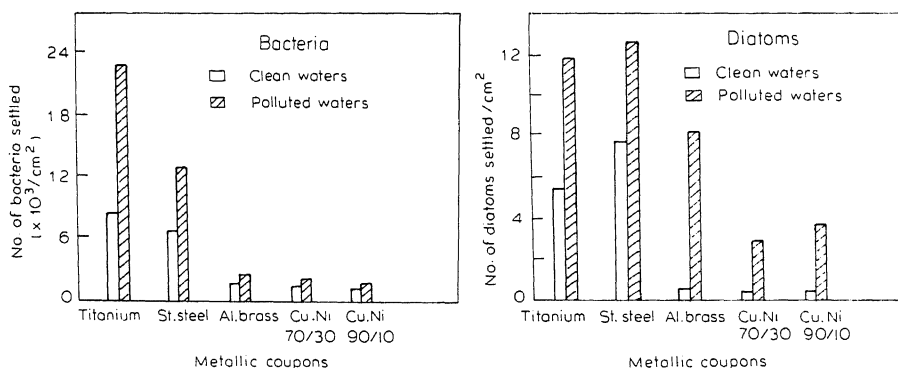 No. of bacterio settled
( x 10³/cm²)
24
18
12
6
0
Bacteria
Clean waters
Polluted waters
Titanium
St. steel
Al. brass
Cu.Ni
70/30
Cu.Ni
90/10
Metallic coupons
No. of diatoms settled /cm²
12
8
4
0
Diatoms
Clean waters
Polluted waters
Titanium
St. steel
Al.brass
Cu.Ni
70/30
Cu.Ni
90/10
Metallic coupons